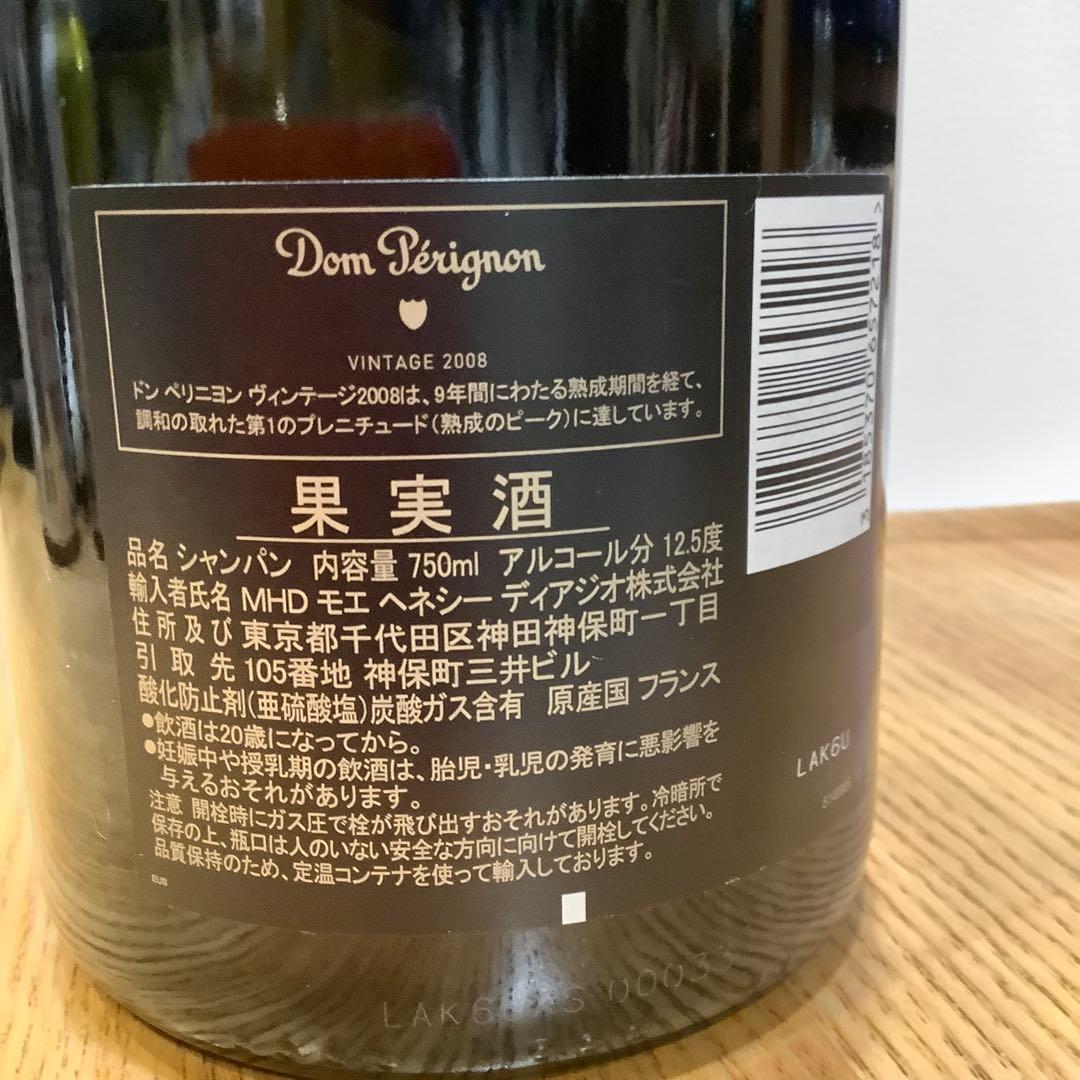 Dom Pérignon
VINTAGE 2008
ドン ペリニヨン ヴィンテージ2008は、9年間にわたる熟成期間を経て、
調和の取れた第1のプレニチュード(熟成のピーク)に達しています。
果実酒
品名 シャンパン 内容量 750ml アルコール分 12.5度
輸入者氏名 MHD モエ ヘネシー ディアジオ株式会社
住所及び 東京都千代田区神田神保町一丁目
引取先 105番地 神保町三井ビル
酸化防止剤(亜硫酸塩)炭酸ガス含有 原産国 フランス
●飲酒は20歳になってから。
●妊娠中や授乳期の飲酒は、胎児・乳児の発育に悪影響を
与えるおそれがあります。
注意 開栓時にガス圧で栓が飛び出すおそれがあります。冷暗所で
保存の上、瓶口は人のいない安全な方向に向けて開栓してください。
品質保持のため、定温コンテナを使って輸入しております。
EUS
3 185370 657218 >
LAK6U